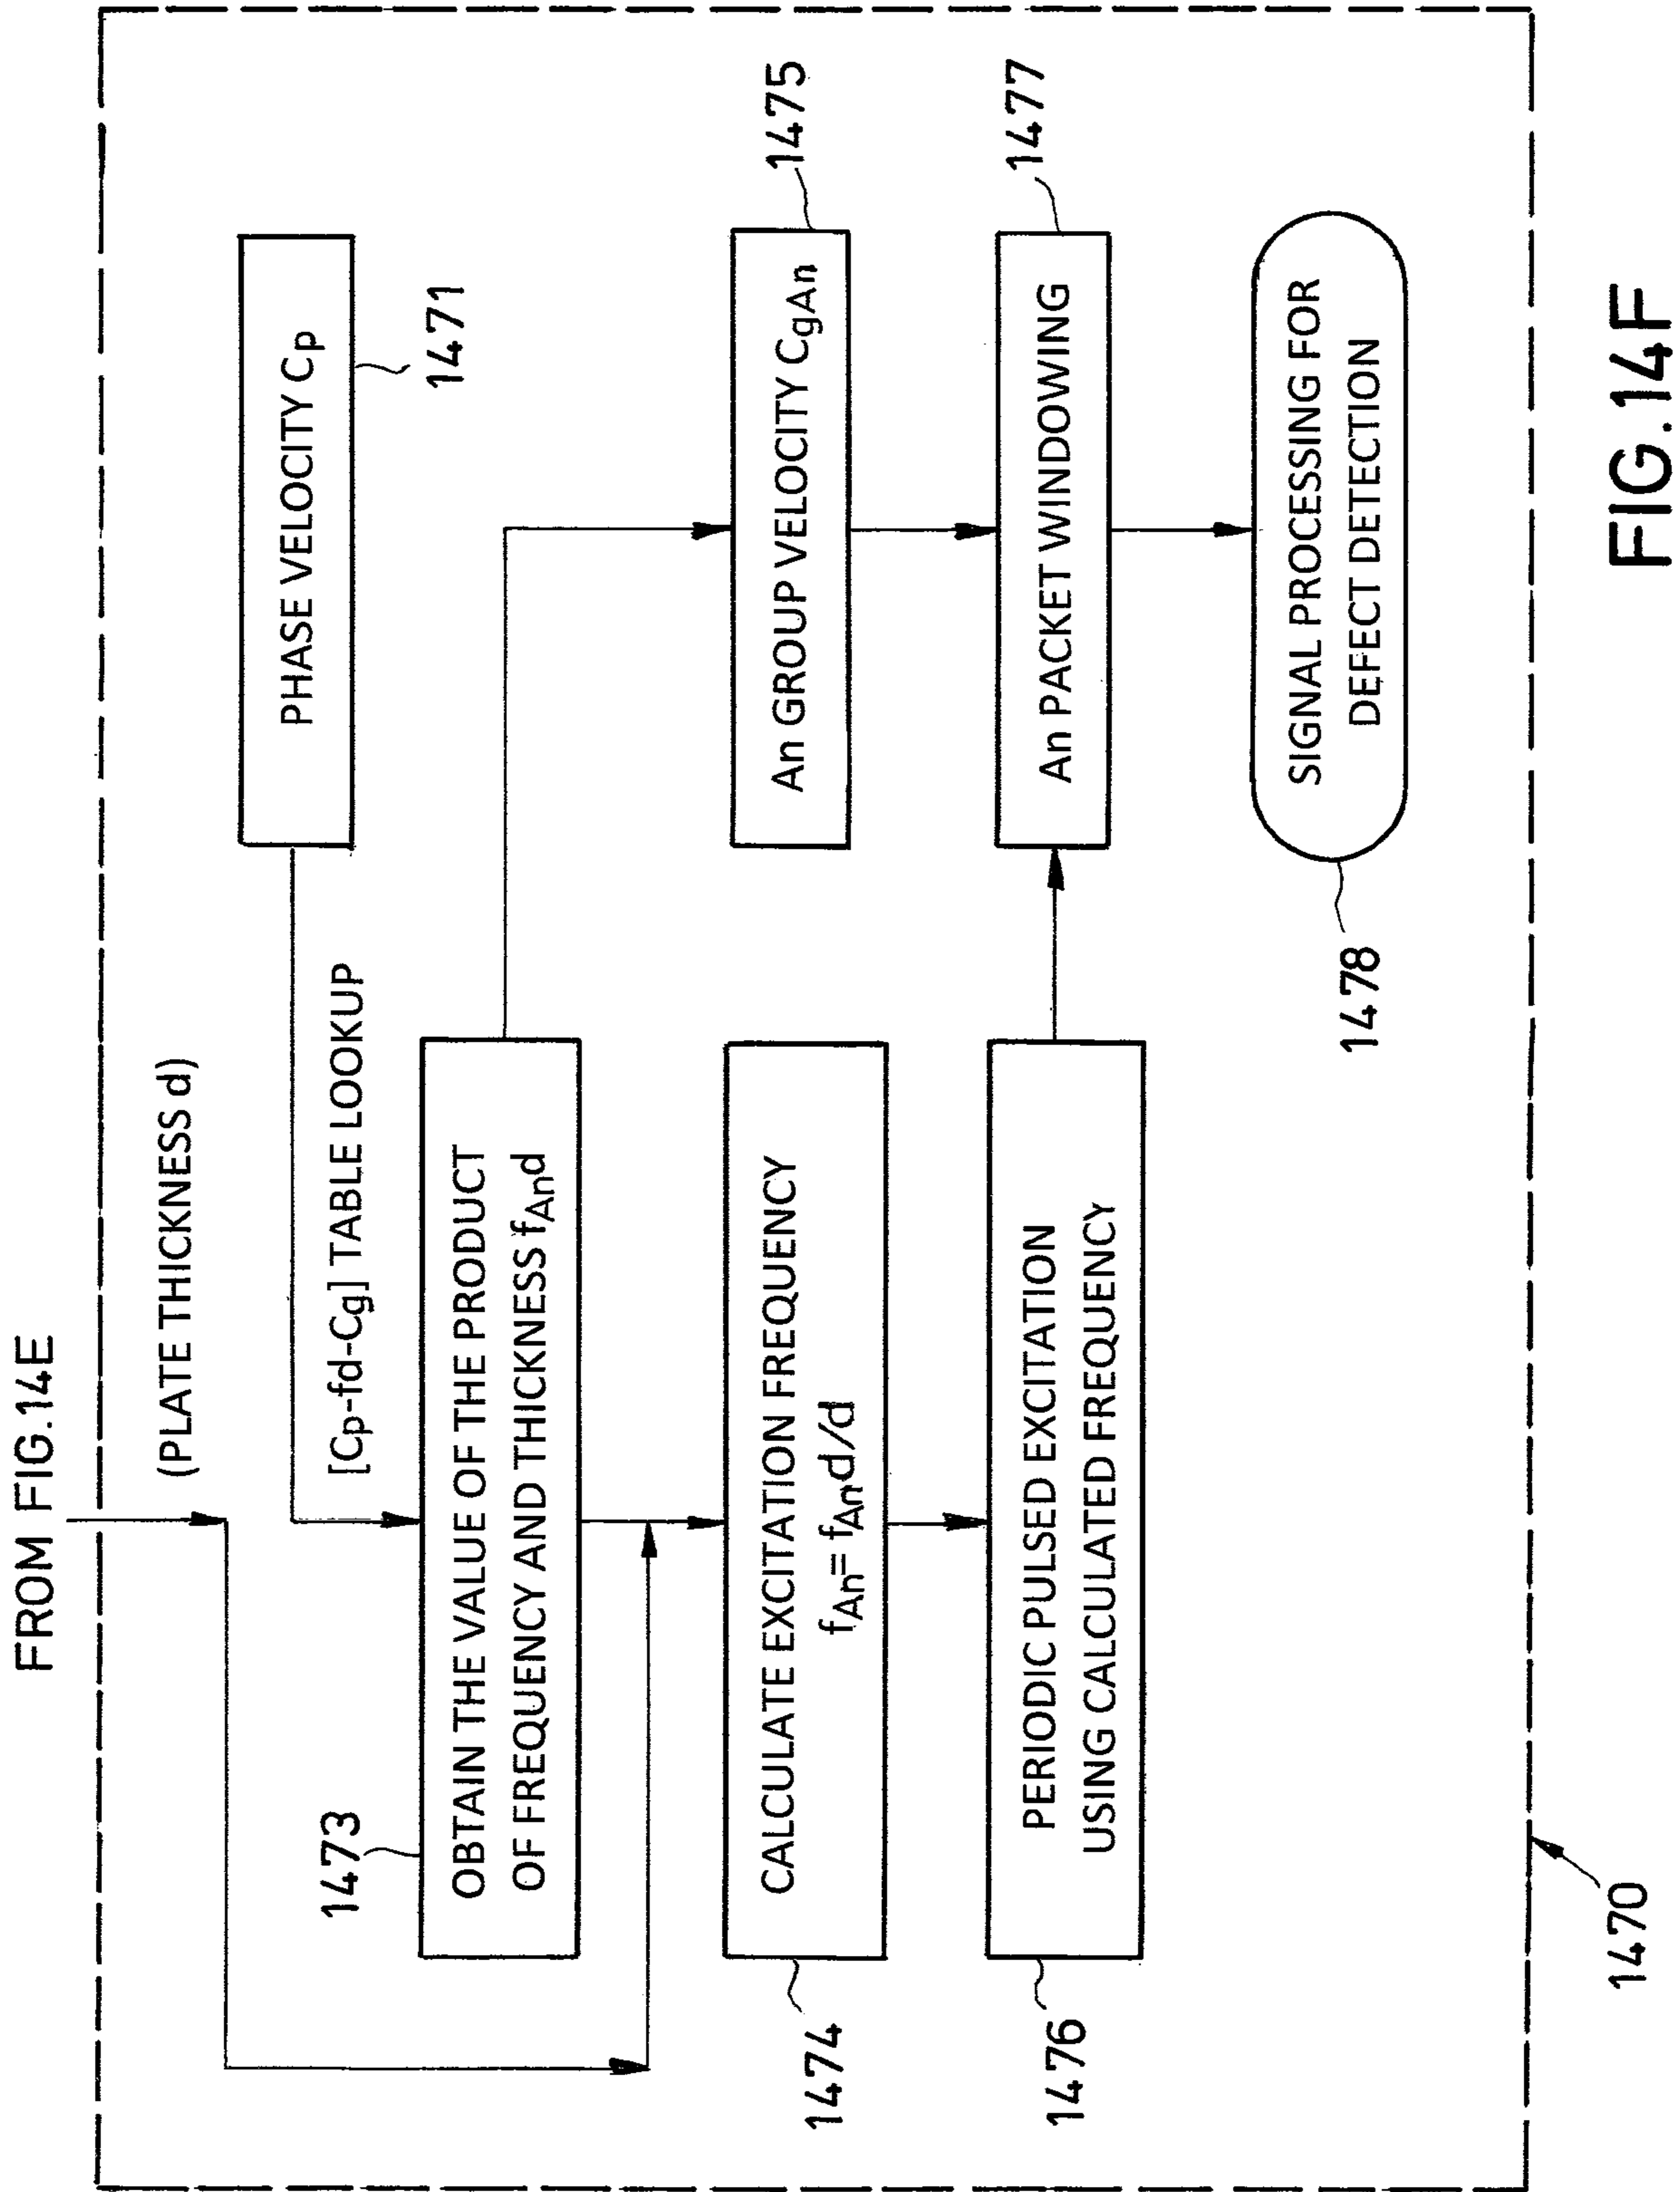 FROM FIG.14E
(PLATE THICKNESS d)
PHASE VELOCITY Cp
1471
[Cp-fd-Cg] TABLE LOOKUP
1473
OBTAIN THE VALUE OF THE PRODUCT
OF FREQUENCY AND THICKNESS fAnd
1474
CALCULATE EXCITATION FREQUENCY
fAn= fAnd/d
An GROUP VELOCITY CgAn
1475
1476
PERIODIC PULSED EXCITATION
USING CALCULATED FREQUENCY
An PACKET WINDOWING
1477
SIGNAL PROCESSING FOR
DEFECT DETECTION
1478
1470
FIG.14F